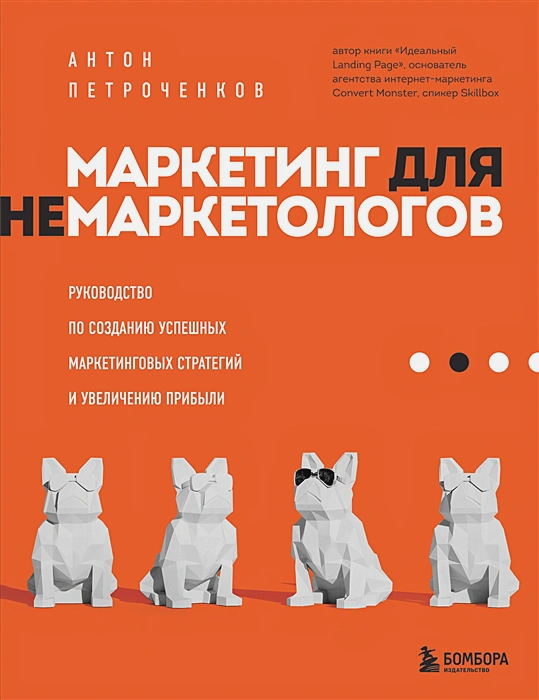 АНТОН
ПЕТРОЧЕНКОВ
автор книги «Идеальный
Landing Page», основатель
агентства интернет-маркетинга
Convert Monster, спикер Skillbox
МАРКЕТИНГ ДЛЯ
НЕМАРКЕТОЛОГОВ
РУКОВОДСТВО
ПО СОЗДАНИЮ УСПЕШНЫХ
МАРКЕТИНГОВЫХ СТРАТЕГИЙ
И УВЕЛИЧЕНИЮ ПРИБЫЛИ
БОМБОРА
ИЗДАТЕЛЬСТВО